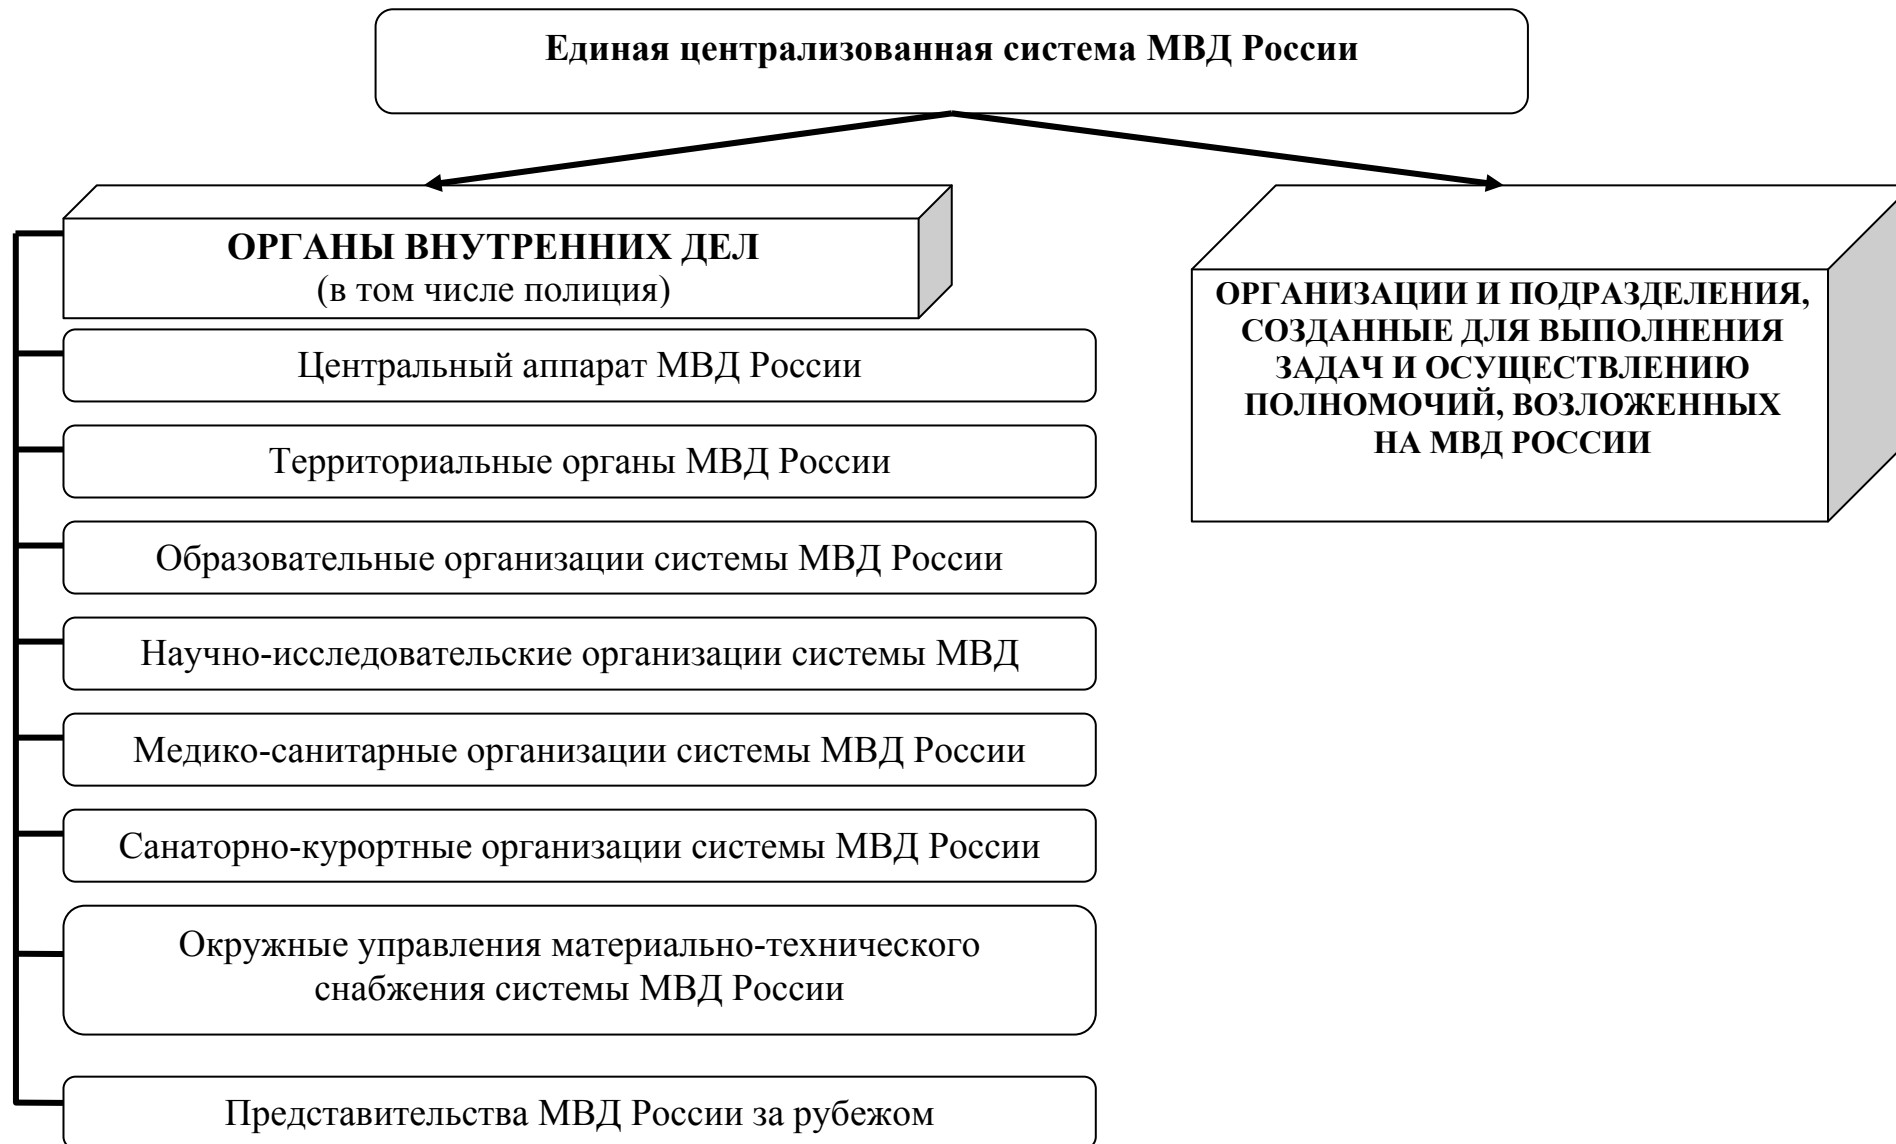 Единая централизованная система МВД России
ОРГАНЫ ВНУТРЕННИХ ДЕЛ
(в том числе полиция)
Центральный аппарат МВД России
Территориальные органы МВД России
Образовательные организации системы МВД России
Научно-исследовательские организации системы МВД
Медико-санитарные организации системы МВД России
Санаторно-курортные организации системы МВД России
Окружные управления материально-технического
снабжения системы МВД России
Представительства МВД России за рубежом
ОРГАНИЗАЦИИ И ПОДРАЗДЕЛЕНИЯ,
СОЗДАННЫЕ ДЛЯ ВЫПОЛНЕНИЯ
ЗАДАЧ И ОСУЩЕСТВЛЕНИЮ
ПОЛНОМОЧИЙ, ВОЗЛОЖЕННЫХ
НА МВД РОССИИ